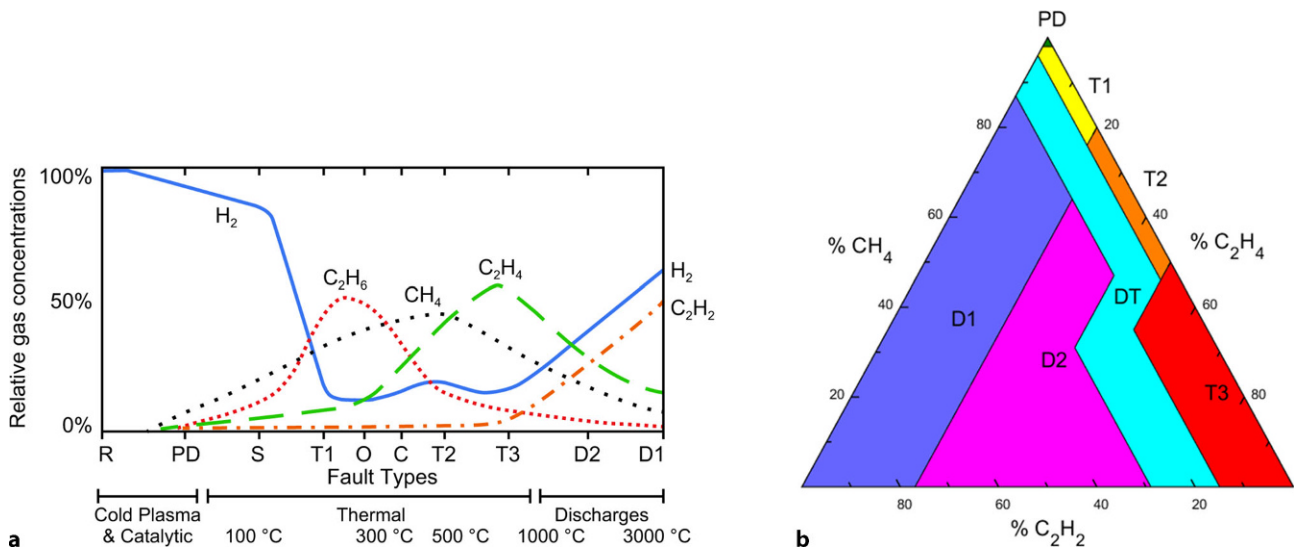 Relative gas concentrations
100%
50%
0%
H2
C2H6
CH4
C2H4
H2
C2H2
R PD S T1 O C T2 T3 D2 D1
Fault Types
Cold Plasma
& Catalytic
Thermal
Discharges
100 °C 300 °C 500 °C 1000 °C 3000 °C
a
PD
T1
T2
80
20
60
40
% CH4
% C2H4
40
60
D1
D2
DT
T3
20
80
80 60 40 20
% C2H2
b